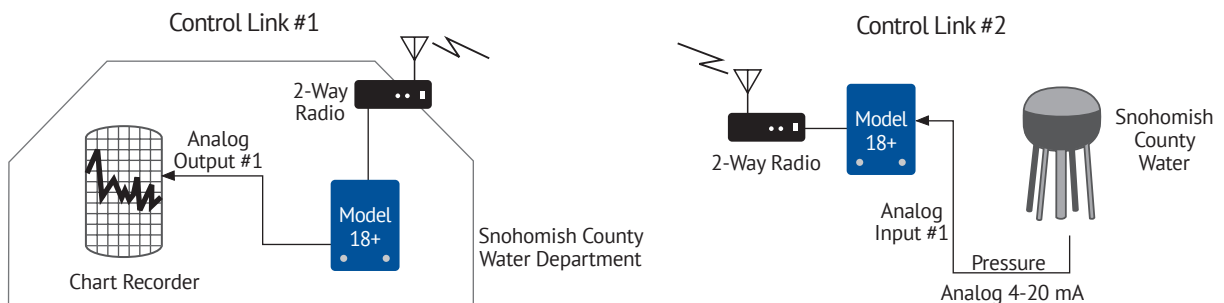 Control Link #1
2-Way
Radio
Analog
Output #1
Model
18+
Chart Recorder
Snohomish County
Water Department
Control Link #2
2-Way Radio
Model
18+
Snohomish
County
Water
Analog
Input #1
Pressure
Analog 4-20 mA